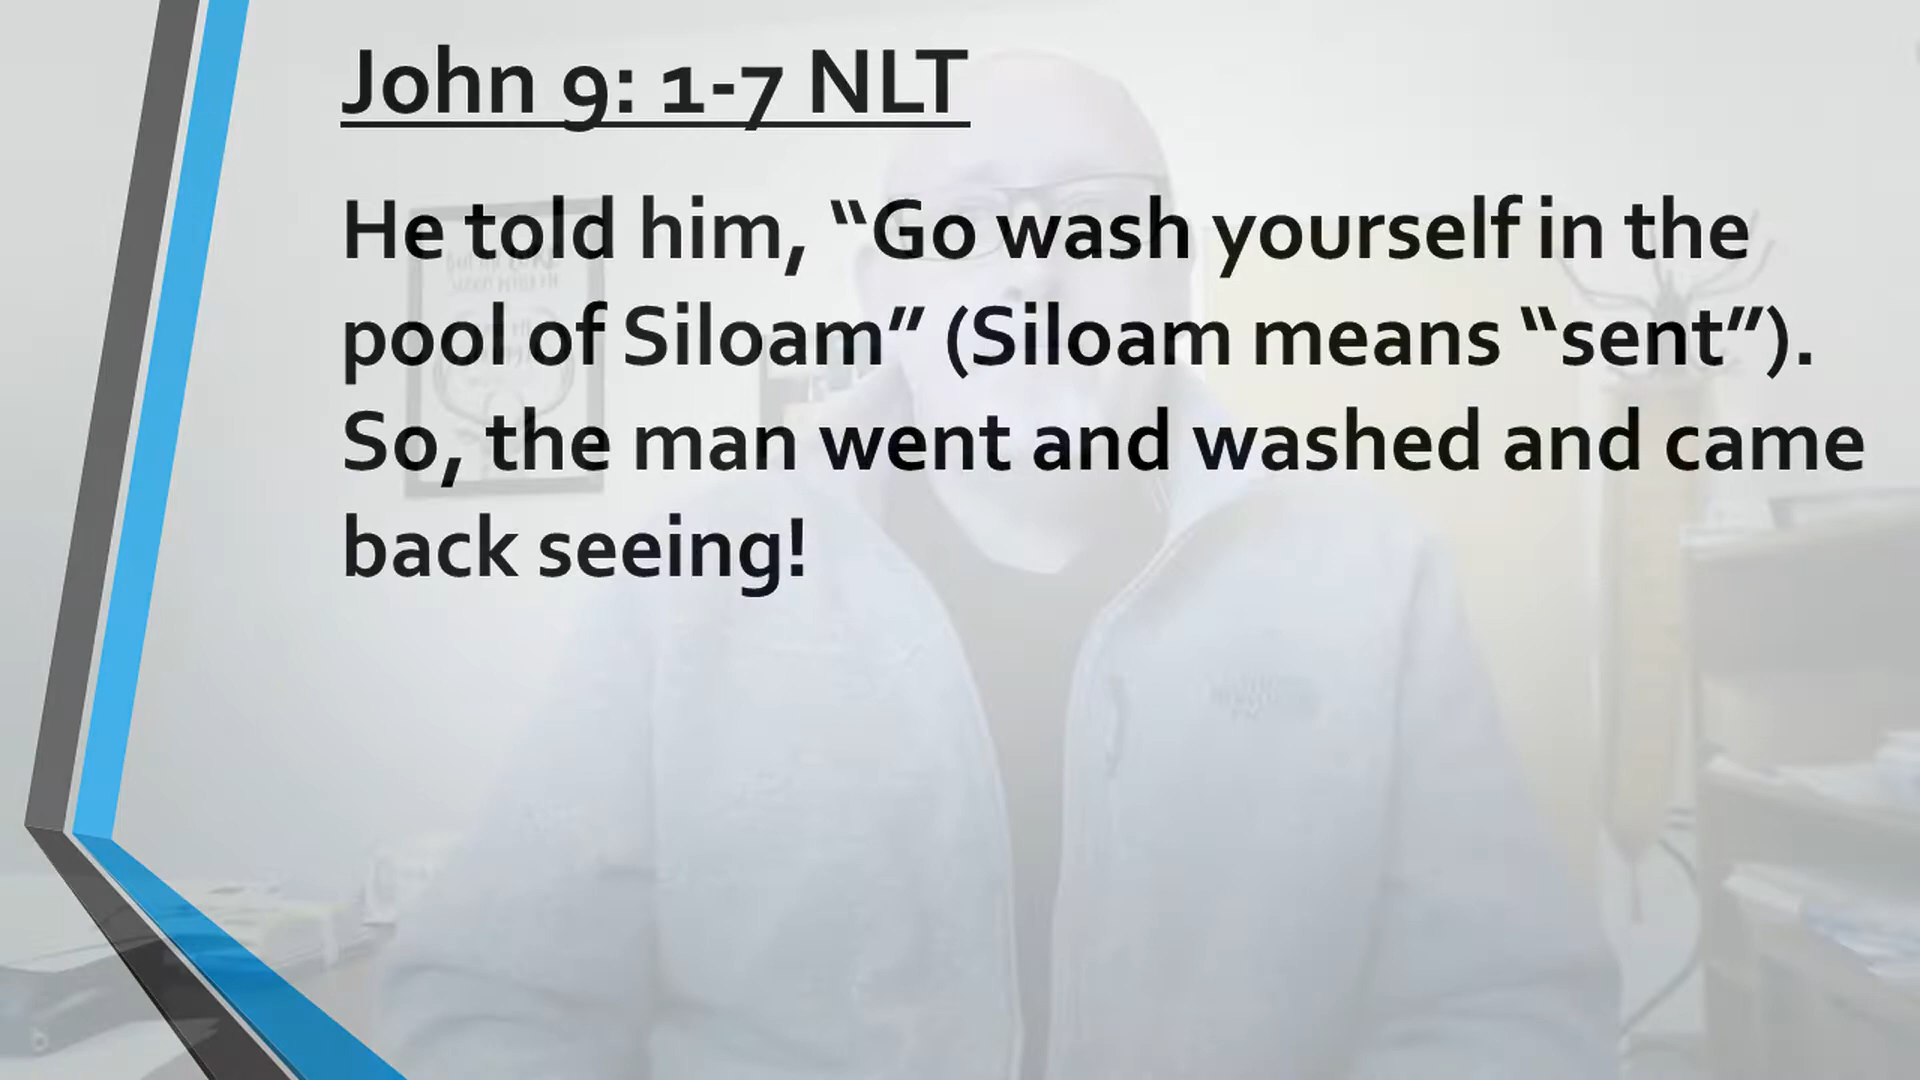 John 9: 1-7 NLT
He told him, “Go wash yourself in the
pool of Siloam” (Siloam means “sent”).
So, the man went and washed and came
back seeing!